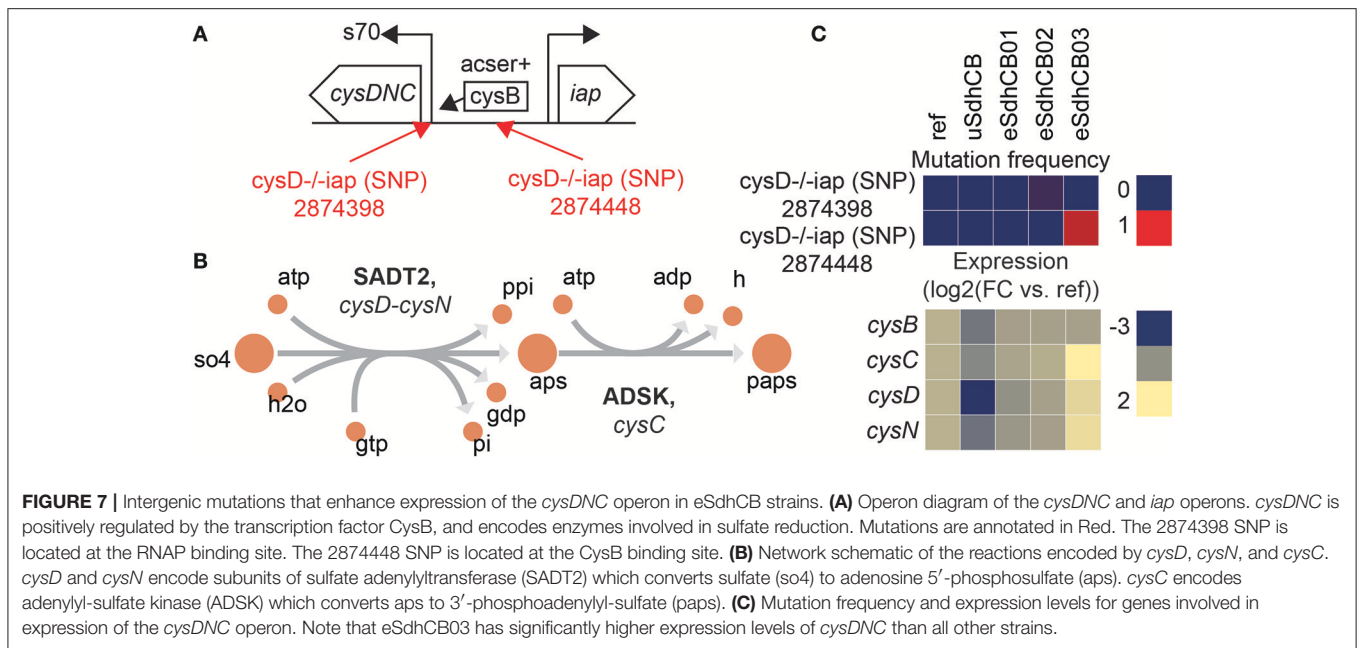 A
s70
acser+
cysDNC
cysB
iap
cysD-/-iap (SNP)
2874398
cysD-/-iap (SNP)
2874448
B
atp
SADT2,
cysD-cysN
ppi
atp
adp
h
so4
aps
paps
h2o
gtp
pi
gdp
ADSK,
cysC
C
ref
uSdhCB
eSdhCB01
eSdhCB02
eSdhCB03
Mutation frequency
cysD-/-iap (SNP)
2874398
cysD-/-iap (SNP)
2874448
0
1
Expression
(log2(FC vs. ref))
cysB
cysC
cysD
cysN
-3
2
FIGURE 7 | Intergenic mutations that enhance expression of the cysDNC operon in eSdhCB strains. (A) Operon diagram of the cysDNC and iap operons. cysDNC is
positively regulated by the transcription factor CysB, and encodes enzymes involved in sulfate reduction. Mutations are annotated in Red. The 2874398 SNP is
located at the RNAP binding site. The 2874448 SNP is located at the CysB binding site. (B) Network schematic of the reactions encoded by cysD, cysN, and cysC.
cysD and cysN encode subunits of sulfate adenylyltransferase (SADT2) which converts sulfate (so4) to adenosine 5′-phosphosulfate (aps). cysC encodes
adenylyl-sulfate kinase (ADSK) which converts aps to 3′-phosphoadenylyl-sulfate (paps). (C) Mutation frequency and expression levels for genes involved in
expression of the cysDNC operon. Note that eSdhCB03 has significantly higher expression levels of cysDNC than all other strains.